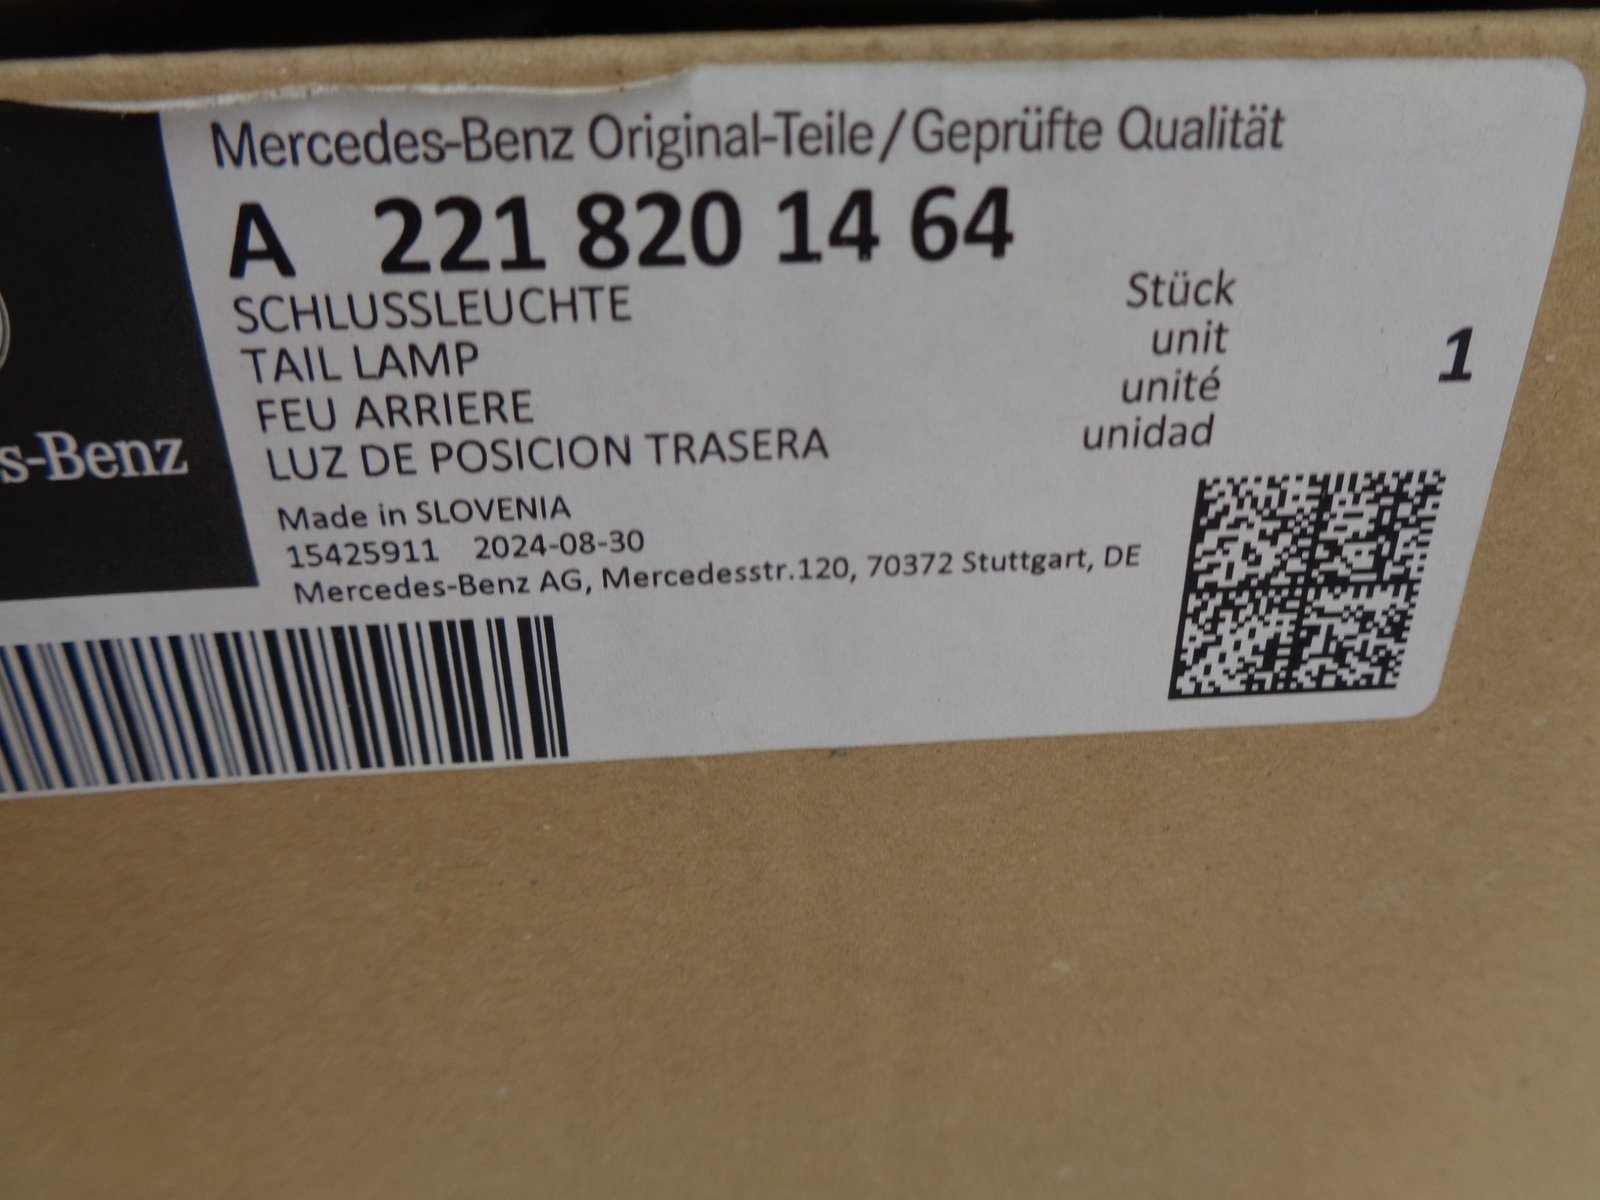 Mercedes-Benz Original-Teile/Geprüfte Qualität
A 221 820 14 64
SCHLUSSLEUCHTE
TAIL LAMP
FEU ARRIERE
LUZ DE POSICION TRASERA
Stück
unit
unité
unidad
1
s-Benz
Made in SLOVENIA
15425911 2024-08-30
Mercedes-Benz AG, Mercedesstr.120, 70372 Stuttgart, DE